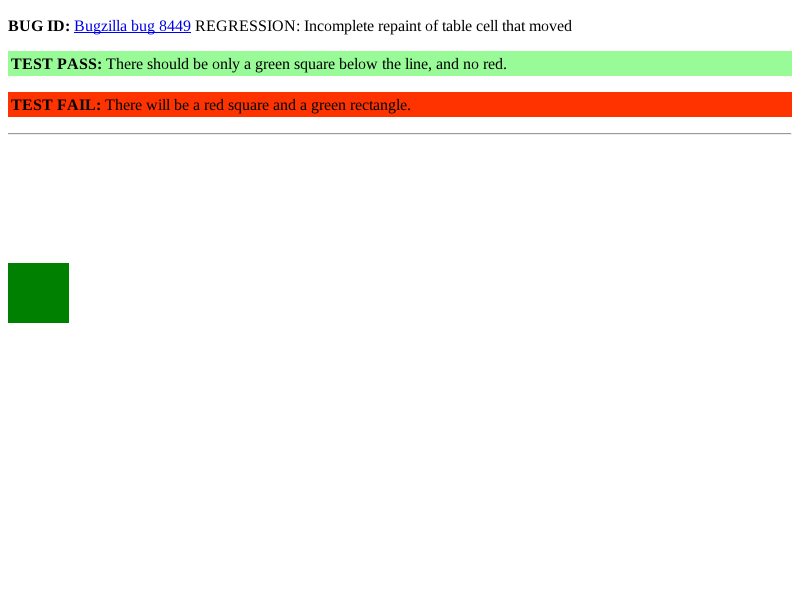 BUG ID: Bugzilla bug 8449 REGRESSION: Incomplete repaint of table cell that moved
TEST PASS: There should be only a green square below the line, and no red.
TEST FAIL: There will be a red square and a green rectangle.